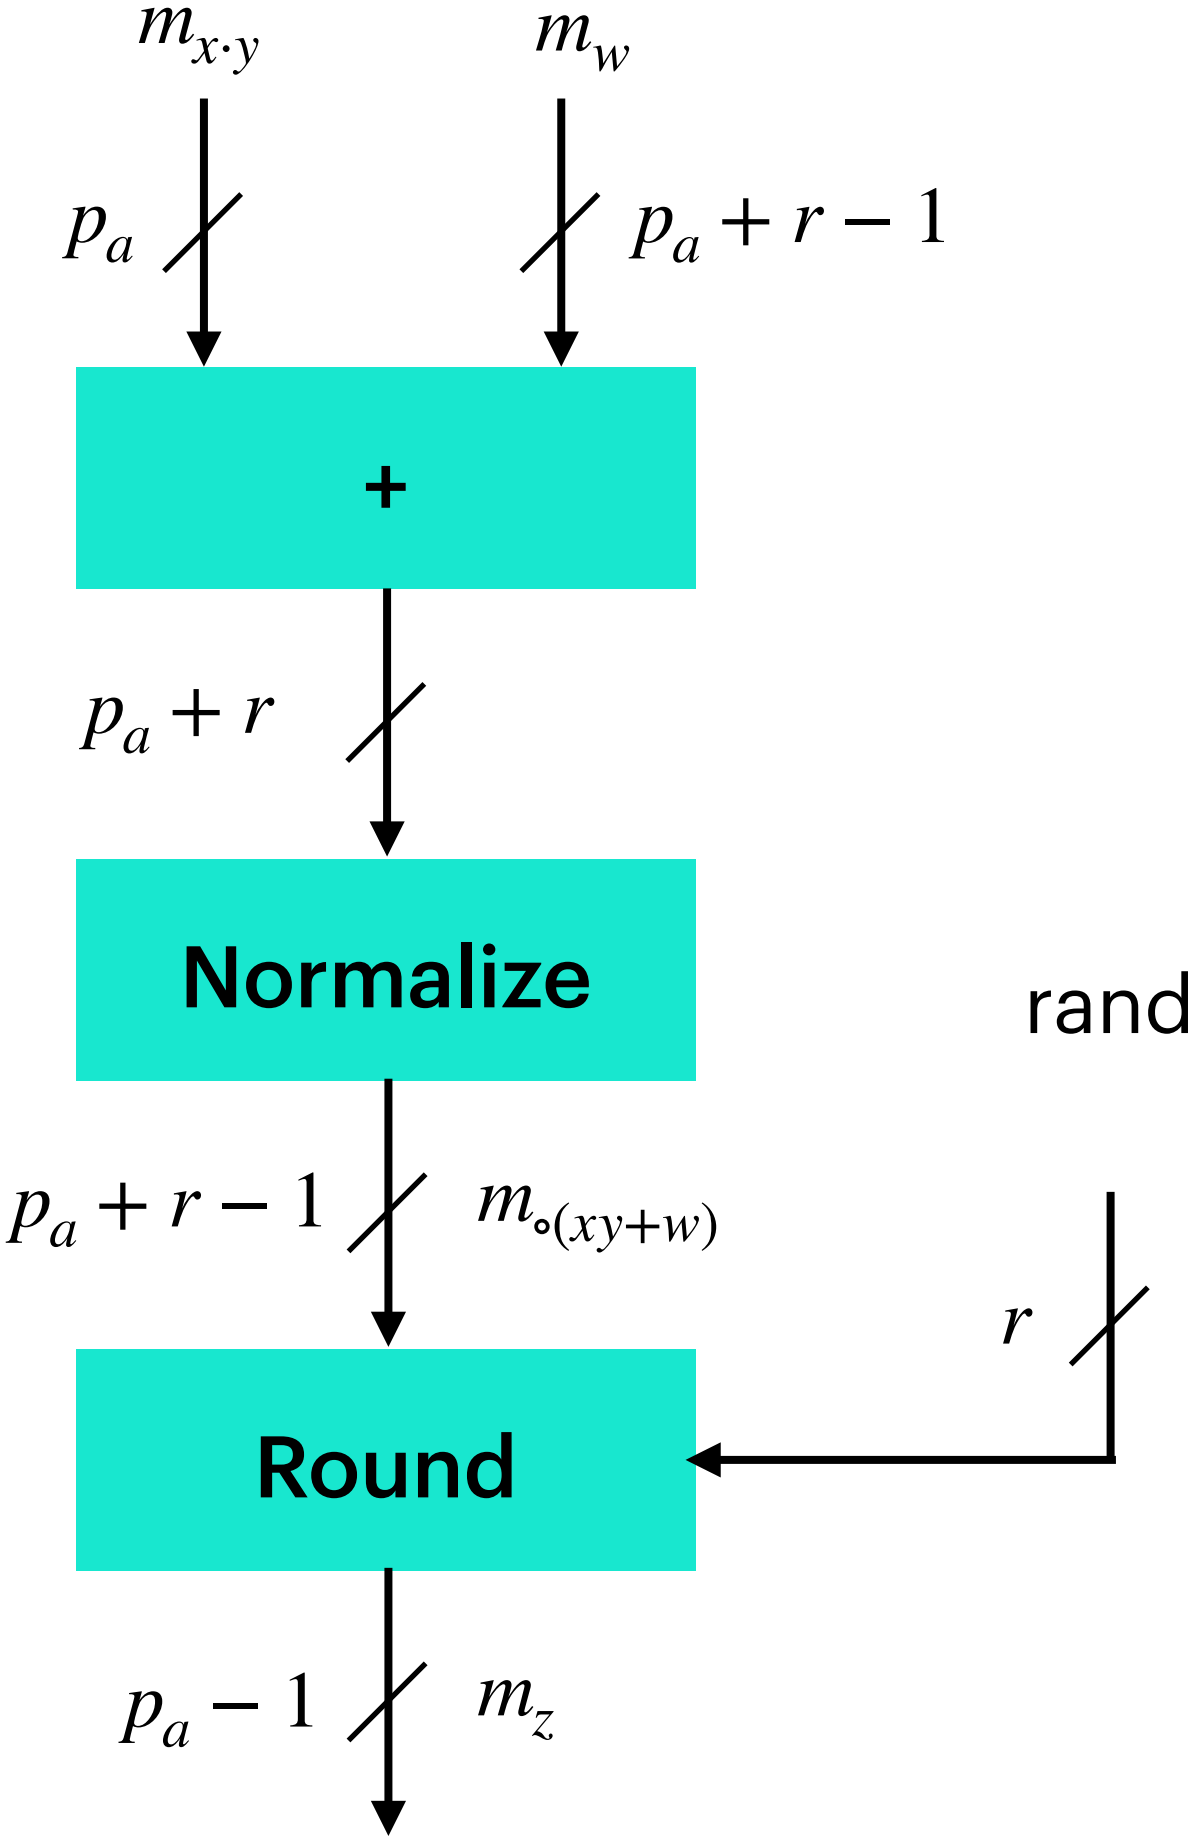 m_{x·y} m_w
p_a p_a + r − 1
+
p_a + r
Normalize
rand
p_a + r − 1 m_{∘(xy+w)}
r
Round
p_a − 1 m_z